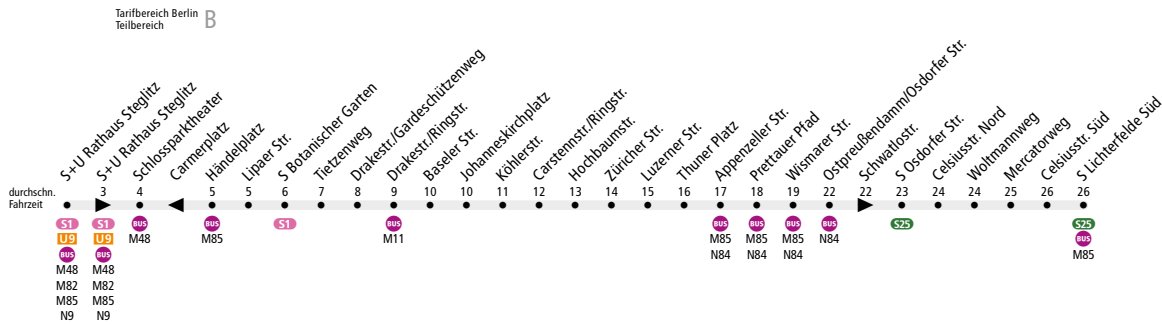 Tarifbereich Berlin
Teilbereich
B
S+U Rathaus Steglitz
S+U Rathaus Steglitz
Schlossparktheater
Carmerplatz
Händelplatz
Lipaer Str.
S Botanischer Garten
Tietzenweg
Drakestr./Gardeschützenweg
Drakestr./Ringstr.
Baseler Str.
Johanneskirchplatz
Köhlerstr.
Carstennstr./Ringstr.
Hochbaumstr.
Züricher Str.
Luzerner Str.
Thuner Platz
Appenzeller Str.
Prettauer Pfad
Wismarer Str.
Ostpreußendamm/Osdorfer Str.
Schwatlostr.
S Osdorfer Str.
Celsiusstr. Nord
Woltmannweg
Mercatorweg
Celsiusstr. Süd
S Lichterfelde Süd
durchschn. 3 4 5 5 6 7 8 9 10 10 11 12 13 14 15 16 17 18 19 22 22 23 24 24 25 26 26
Fahrzeit
S1 S1 BUS BUS S1 BUS BUS BUS BUS BUS S25 S25
U9 U9 M48 M85 M11 M85 M85 M85 N84 BUS
BUS BUS N84 N84 N84 M85
M48 M48
M82 M82
M85 M85
N9 N9